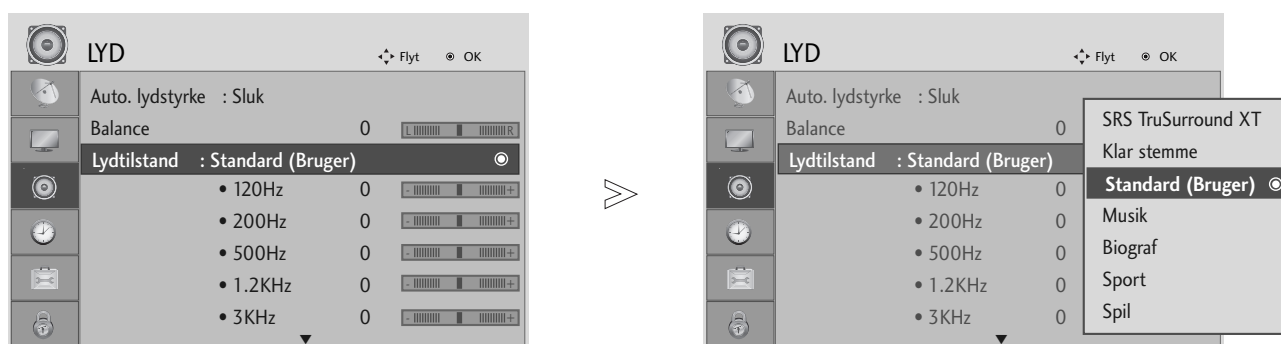 LYD
Flyt OK
Auto. lydstyrke : Sluk
Balance 0 L R
Lydtilstand : Standard (Bruger)
• 120Hz 0 - +
• 200Hz 0 - +
• 500Hz 0 - +
• 1.2KHz 0 - +
• 3KHz 0 - +
LYD
Flyt OK
Auto. lydstyrke : Sluk
Balance 0
Lydtilstand : Standard (Bruger)
• 120Hz 0
• 200Hz 0
• 500Hz 0
• 1.2KHz 0
• 3KHz 0
SRS TruSurround XT
Klar stemme
Standard (Bruger)
Musik
Biograf
Sport
Spil